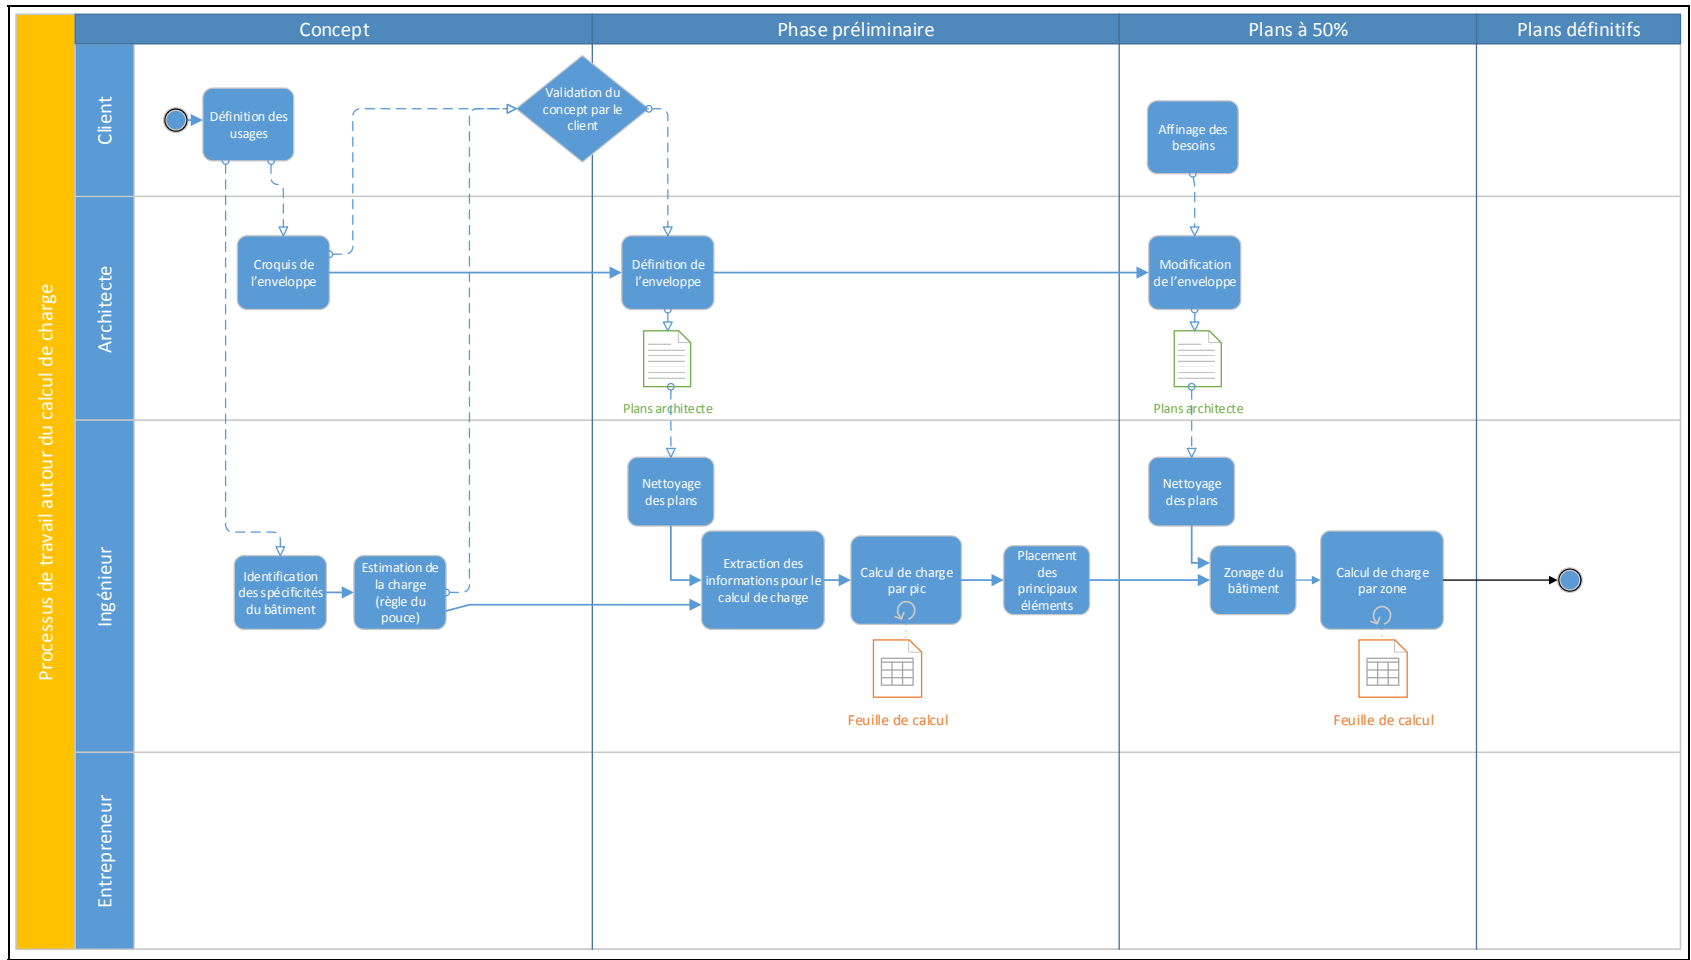 Processus de travail autour du calcul de charge
Concept
Phase préliminaire
Plans à 50%
Plans définitifs
Client
Définition des
usages
Validation du
concept par le
client
Affinage des
besoins
Architecte
Croquis de
l’enveloppe
Définition de
l’enveloppe
Modification
de l’enveloppe
Plans architecte
Plans architecte
Ingénieur
Nettoyage
des plans
Nettoyage
des plans
Identification
des spécificités
du bâtiment
Estimation de
la charge
(règle du
pouce)
Extraction des
informations pour le
calcul de charge
Calcul de charge
par pic
Placement
des
principaux
éléments
Zonage du
bâtiment
Calcul de charge
par zone
Feuille de calcul
Feuille de calcul
Entrepreneur